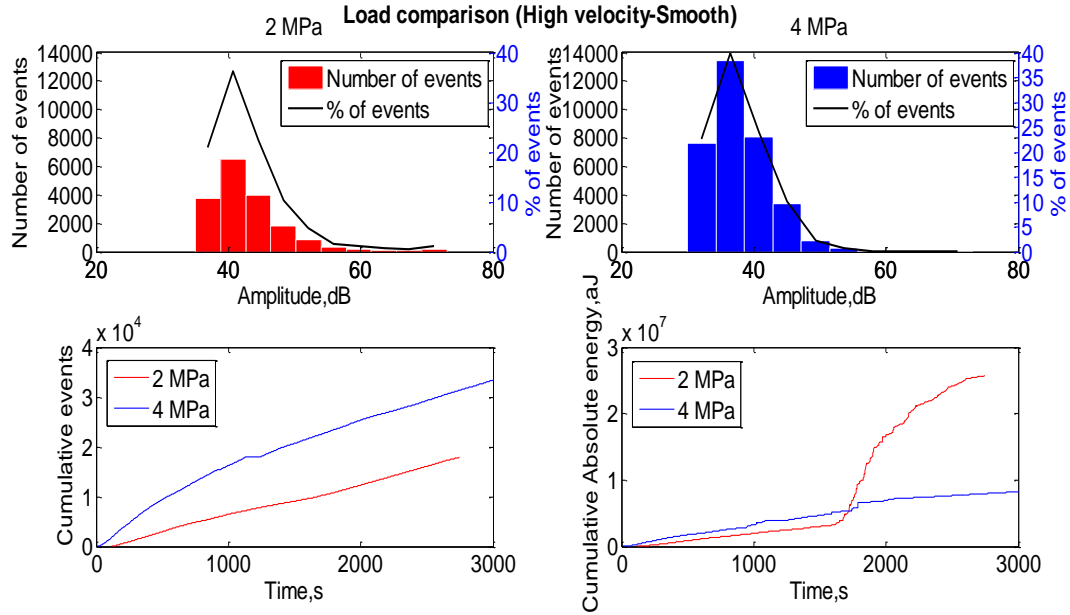 Load comparison (High velocity-Smooth)
2 MPa
4 MPa
14000
12000
10000
8000
6000
4000
2000
0
Number of events
40
30
20
10
0
% of events
Number of events
% of events
20 40 60 80
Amplitude,dB
14000
12000
10000
8000
6000
4000
2000
0
Number of events
40
35
30
25
20
15
10
5
0
% of events
Number of events
% of events
20 40 60 80
Amplitude,dB
x 10^4
4
3
2
1
0
Cumulative events
2 MPa
4 MPa
0 1000 2000 3000
Time,s
x 10^7
3
2
1
0
Cumulative Absolute energy,aJ
2 MPa
4 MPa
0 1000 2000 3000
Time,s